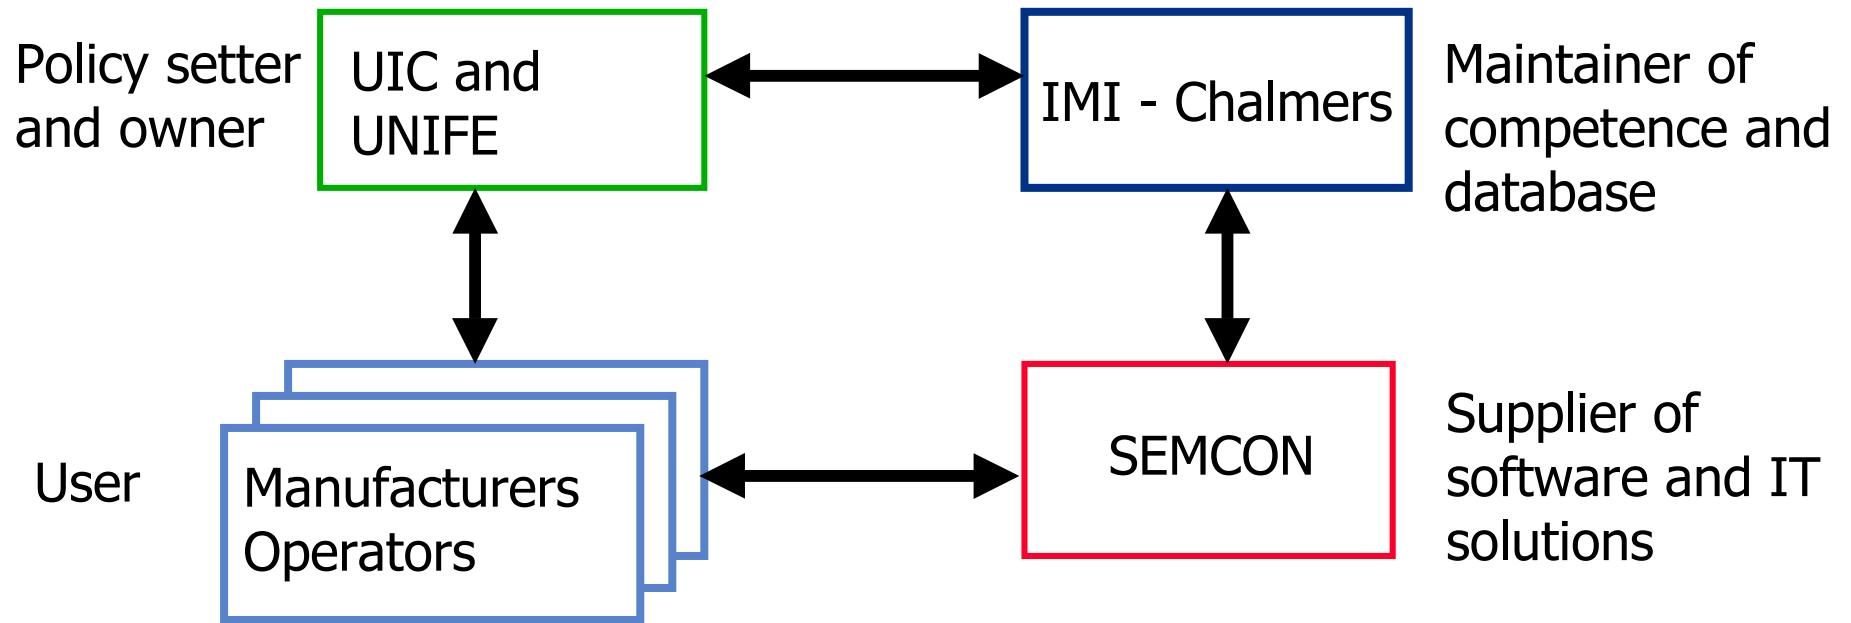 Policy setter
and owner
UIC and
UNIFE
IMI - Chalmers
Maintainer of
competence and
database
User
Manufacturers
Operators
SEMCON
Supplier of
software and IT
solutions